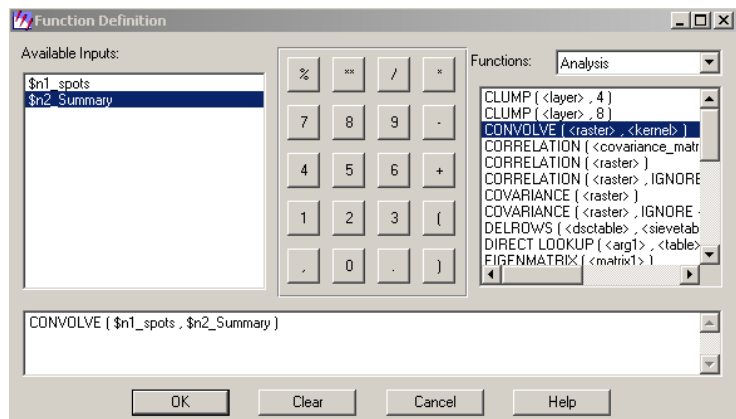 Function Definition
Available Inputs:
$n1_spots
$n2_Summary
% ** / *
7 8 9 -
4 5 6 +
1 2 3 (
, 0 . )
Functions: Analysis
CLUMP ( <layer> , 4 )
CLUMP ( <layer> , 8 )
CONVOLVE ( <raster> , <kernel> )
CORRELATION ( <covariance_matr
CORRELATION ( <raster> )
CORRELATION ( <raster> , IGNORE
COVARIANCE ( <raster> )
COVARIANCE ( <raster> , IGNORE
DELROWS ( <dsctable> , <sievetab
DIRECT LOOKUP ( <arg1> , <table>
EIGENMATRIX ( <matrix1> )
CONVOLVE ( $n1_spots , $n2_Summary )
OK Clear Cancel Help